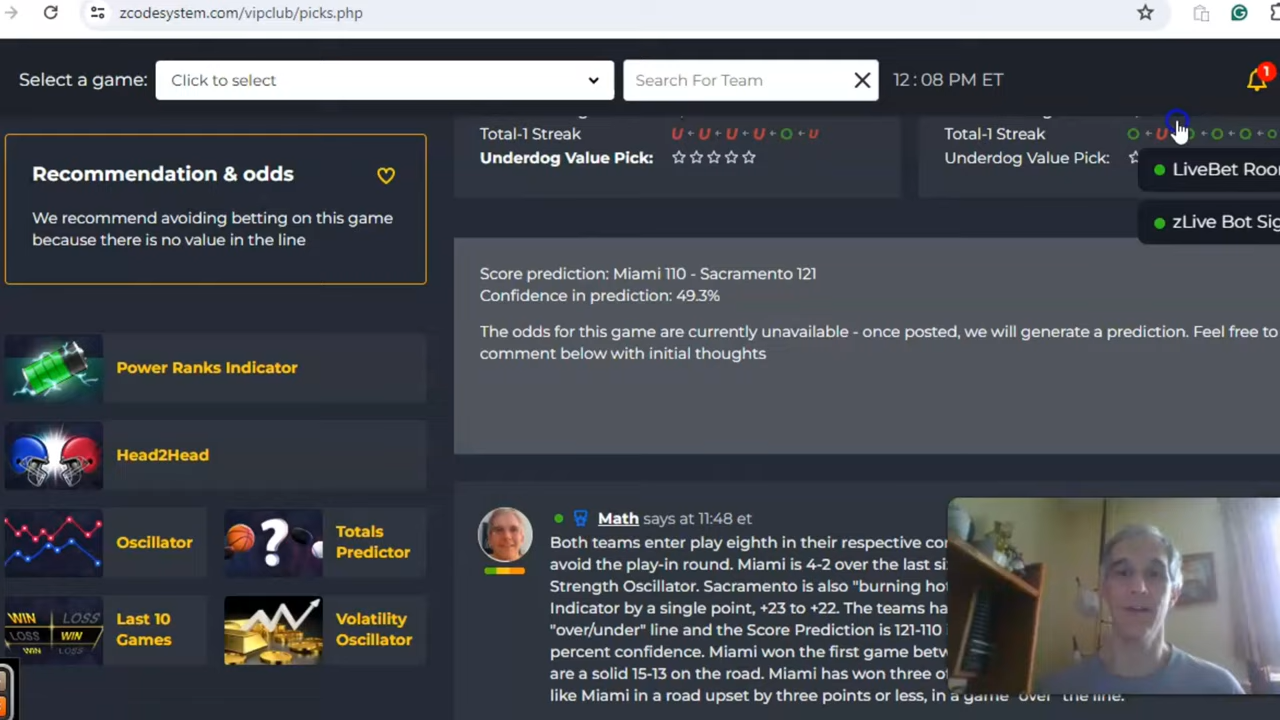 zcodesystem.com/vipclub/picks.php
Select a game:
Click to select
Search For Team
12 : 08 PM ET
1
Total-1 Streak
U U U U O U
Underdog Value Pick:
Total-1 Streak
O U O O O O
Underdog Value Pick:
LiveBet
zLive Bot
Recommendation & odds
We recommend avoiding betting on this game
because there is no value in the line
Score prediction: Miami 110 - Sacramento 121
Confidence in prediction: 49.3%
The odds for this game are currently unavailable - once posted, we will generate a prediction. Feel free to
comment below with initial thoughts
Power Ranks Indicator
Head2Head
Oscillator
Totals
Predictor
WIN LOSS
LOSS WIN
WIN LOSS
Last 10
Games
Volatility
Oscillator
Math says at 11:48 et
Both teams enter play eighth in their respective
avoid the play-in round. Miami is 4-2 over the last
Strength Oscillator. Sacramento is also "burning
Indicator by a single point, +23 to +22. The teams
"over/under" line and the Score Prediction is 121-110
percent confidence. Miami won the first game
are a solid 15-13 on the road. Miami has won three
like Miami in a road upset by three points or less, in a game "over" the line.